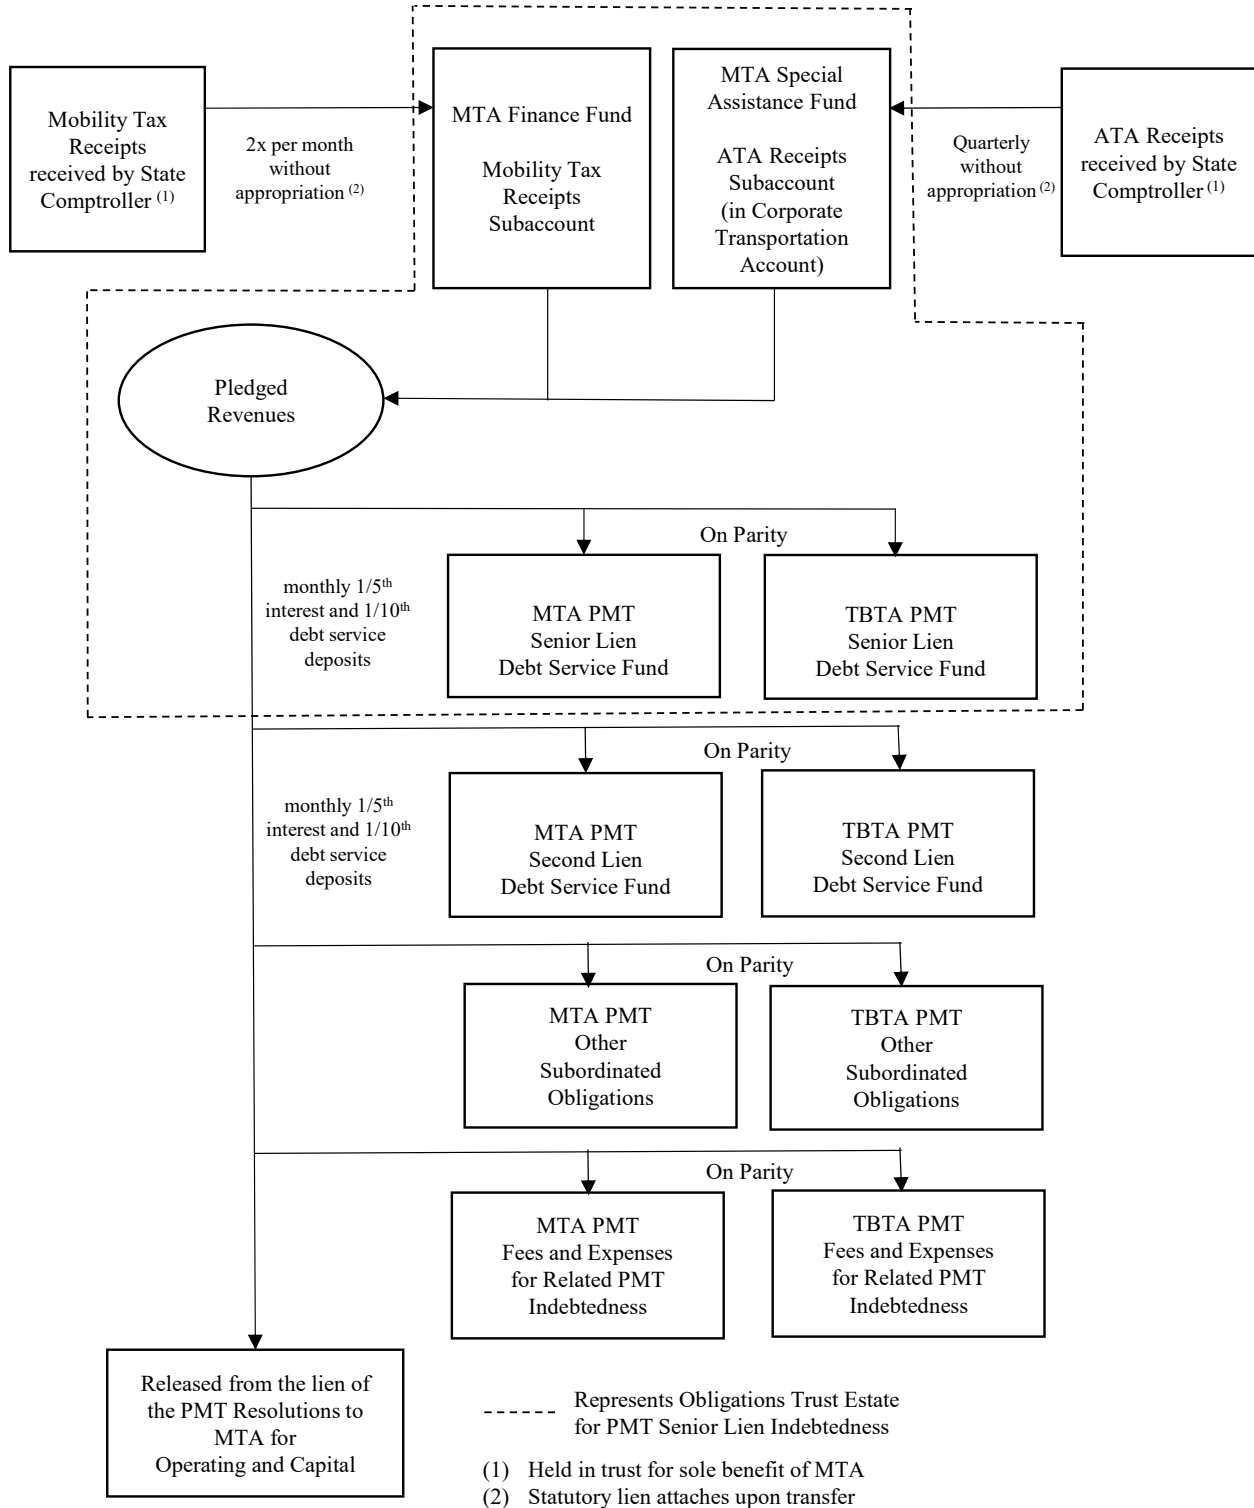 Mobility Tax
Receipts
received by State
Comptroller (1)
2x per month
without
appropriation (2)
MTA Finance Fund
Mobility Tax
Receipts
Subaccount
MTA Special
Assistance Fund
ATA Receipts
Subaccount
(in Corporate
Transportation
Account)
Quarterly
without
appropriation (2)
ATA Receipts
received by State
Comptroller (1)
Pledged
Revenues
On Parity
monthly 1/5th
interest and 1/10th
debt service
deposits
MTA PMT
Senior Lien
Debt Service Fund
TBTA PMT
Senior Lien
Debt Service Fund
On Parity
monthly 1/5th
interest and 1/10th
debt service
deposits
MTA PMT
Second Lien
Debt Service Fund
TBTA PMT
Second Lien
Debt Service Fund
On Parity
MTA PMT
Other
Subordinated
Obligations
TBTA PMT
Other
Subordinated
Obligations
On Parity
MTA PMT
Fees and Expenses
for Related PMT
Indebtedness
TBTA PMT
Fees and Expenses
for Related PMT
Indebtedness
Released from the lien of
the PMT Resolutions to
MTA for
Operating and Capital
Represents Obligations Trust Estate
for PMT Senior Lien Indebtedness
(1) Held in trust for sole benefit of MTA
(2) Statutory lien attaches upon transfer